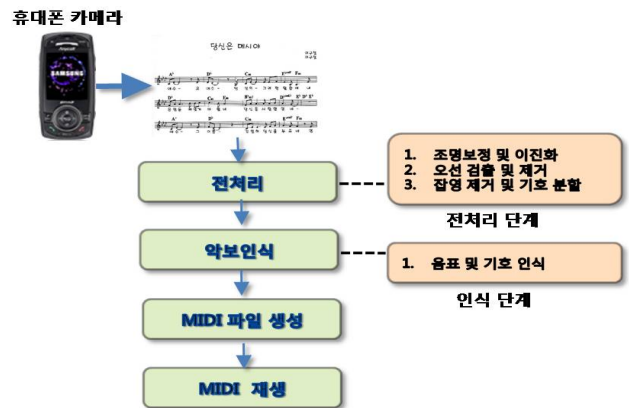 휴대폰 카메라
SAMSUNG
당신은 메시아
전처리
1. 조명보정 및 이진화
2. 오선 검출 및 제거
3. 잡영 제거 및 기호 분할
전처리 단계
악보인식
1. 음표 및 기호 인식
인식 단계
MIDI 파일 생성
MIDI 재생